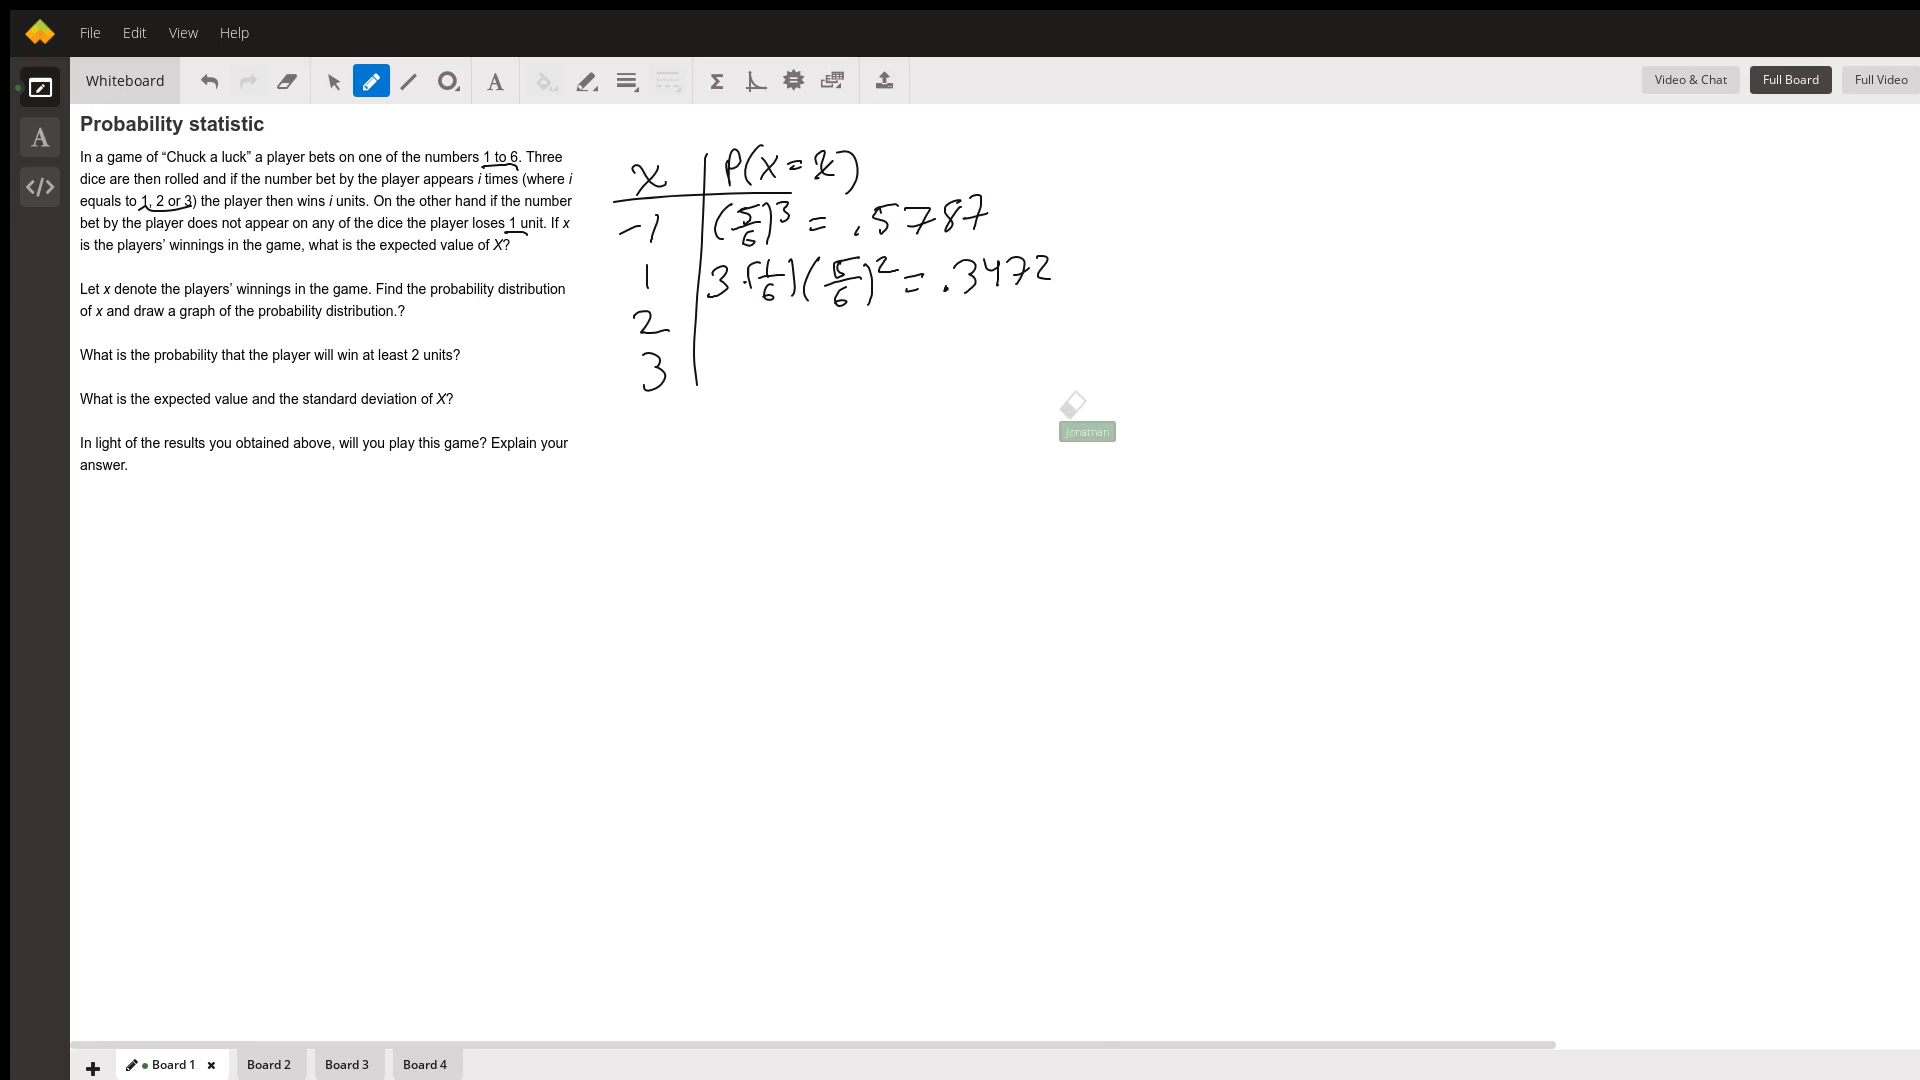 File Edit View Help
Whiteboard A Σ Video & Chat Full Board Full Video
A
</>
Probability statistic
In a game of “Chuck a luck” a player bets on one of the numbers 1 to 6. Three
dice are then rolled and if the number bet by the player appears i times (where i
equals to 1, 2 or 3) the player then wins i units. On the other hand if the number
bet by the player does not appear on any of the dice the player loses 1 unit. If x
is the players’ winnings in the game, what is the expected value of X?
Let x denote the players’ winnings in the game. Find the probability distribution
of x and draw a graph of the probability distribution.?
What is the probability that the player will win at least 2 units?
What is the expected value and the standard deviation of X?
In light of the results you obtained above, will you play this game? Explain your
answer.
x P(X = x)
-1 (5/6)^3 = .5787
1 3 · (1/6)(5/6)^2 = .3472
2
3
Jonathan
+ Board 1 × Board 2 Board 3 Board 4